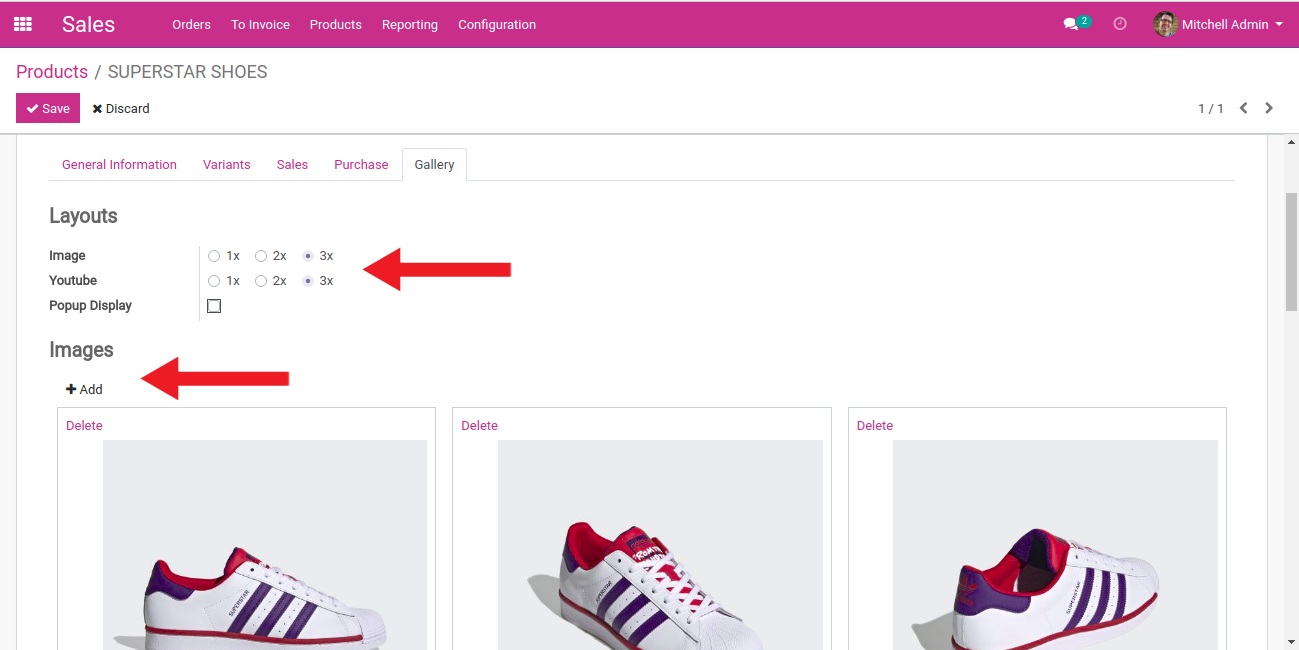 Sales Orders To Invoice Products Reporting Configuration 2 Mitchell Admin
Products / SUPERSTAR SHOES
Save Discard 1 / 1
General Information Variants Sales Purchase Gallery
Layouts
Image 1x 2x 3x
Youtube 1x 2x 3x
Popup Display
Images
Add
Delete Delete Delete
SUPERSTAR SUPERSTAR SUPERSTAR